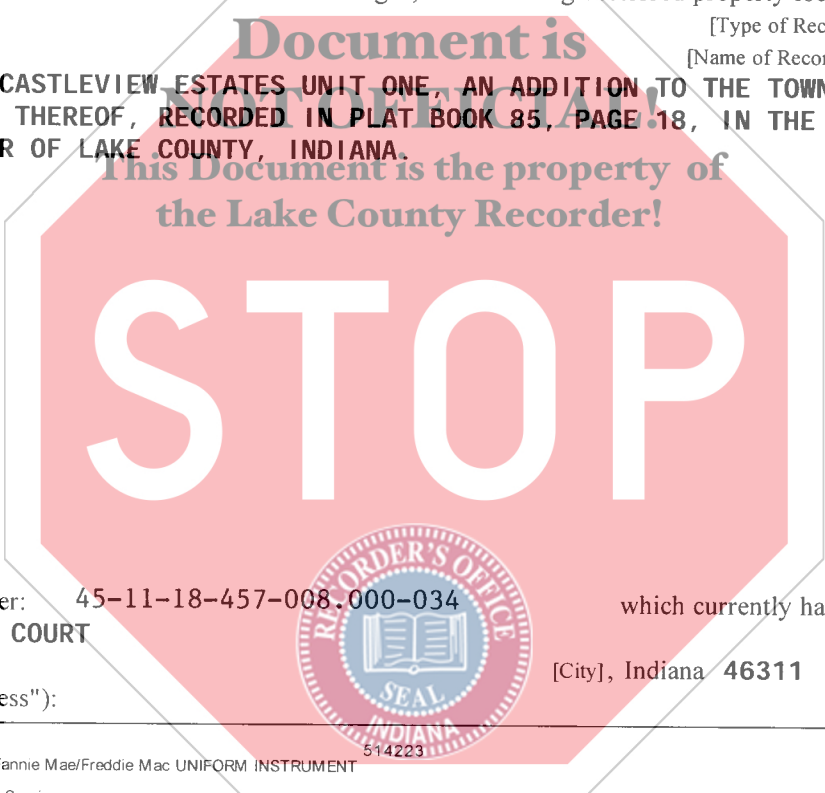 [Type of Rec
Document is
[Name of Recor
CASTLEVIEW ESTATES UNIT ONE, AN ADDITION TO THE TOWN
NOT OFFICIAL!
THEREOF, RECORDED IN PLAT BOOK 85, PAGE 18, IN THE
R OF LAKE COUNTY, INDIANA.
This Document is the property of
the Lake County Recorder!
STOP
RECORDER'S OFFICE
er: 45-11-18-457-008.000-034 which currently ha
COURT
[City], Indiana 46311
SEAL
ess"):
INDIANA
514223
annie Mae/Freddie Mac UNIFORM INSTRUMENT